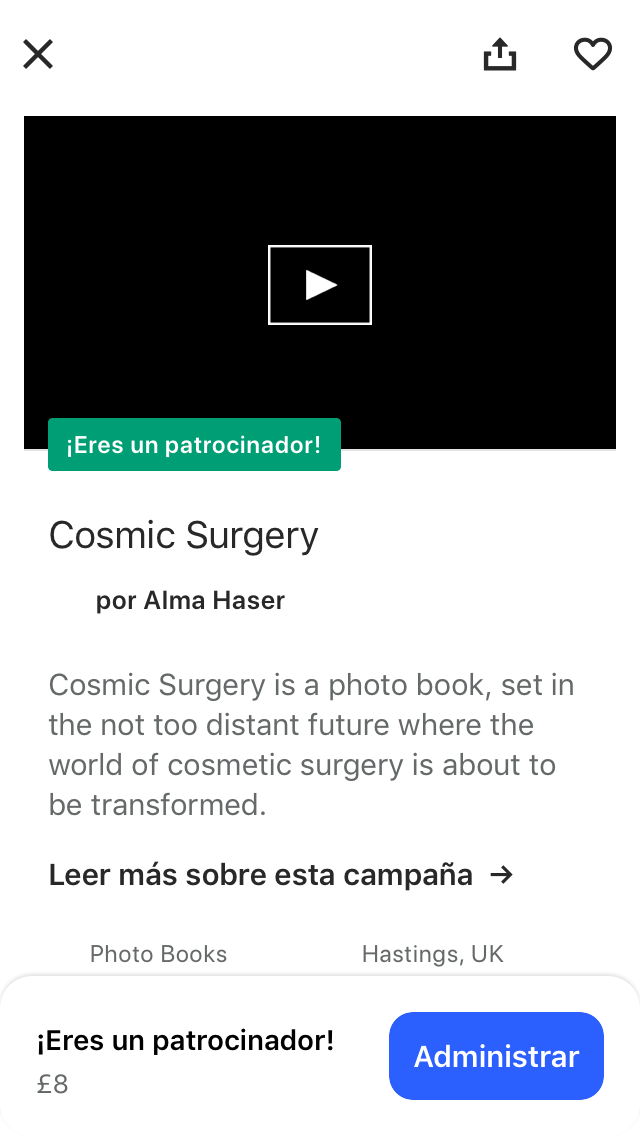 ¡Eres un patrocinador!
Cosmic Surgery
por Alma Haser
Cosmic Surgery is a photo book, set in
the not too distant future where the
world of cosmetic surgery is about to
be transformed.
Leer más sobre esta campaña →
Photo Books
Hastings, UK
¡Eres un patrocinador!
£8
Administrar